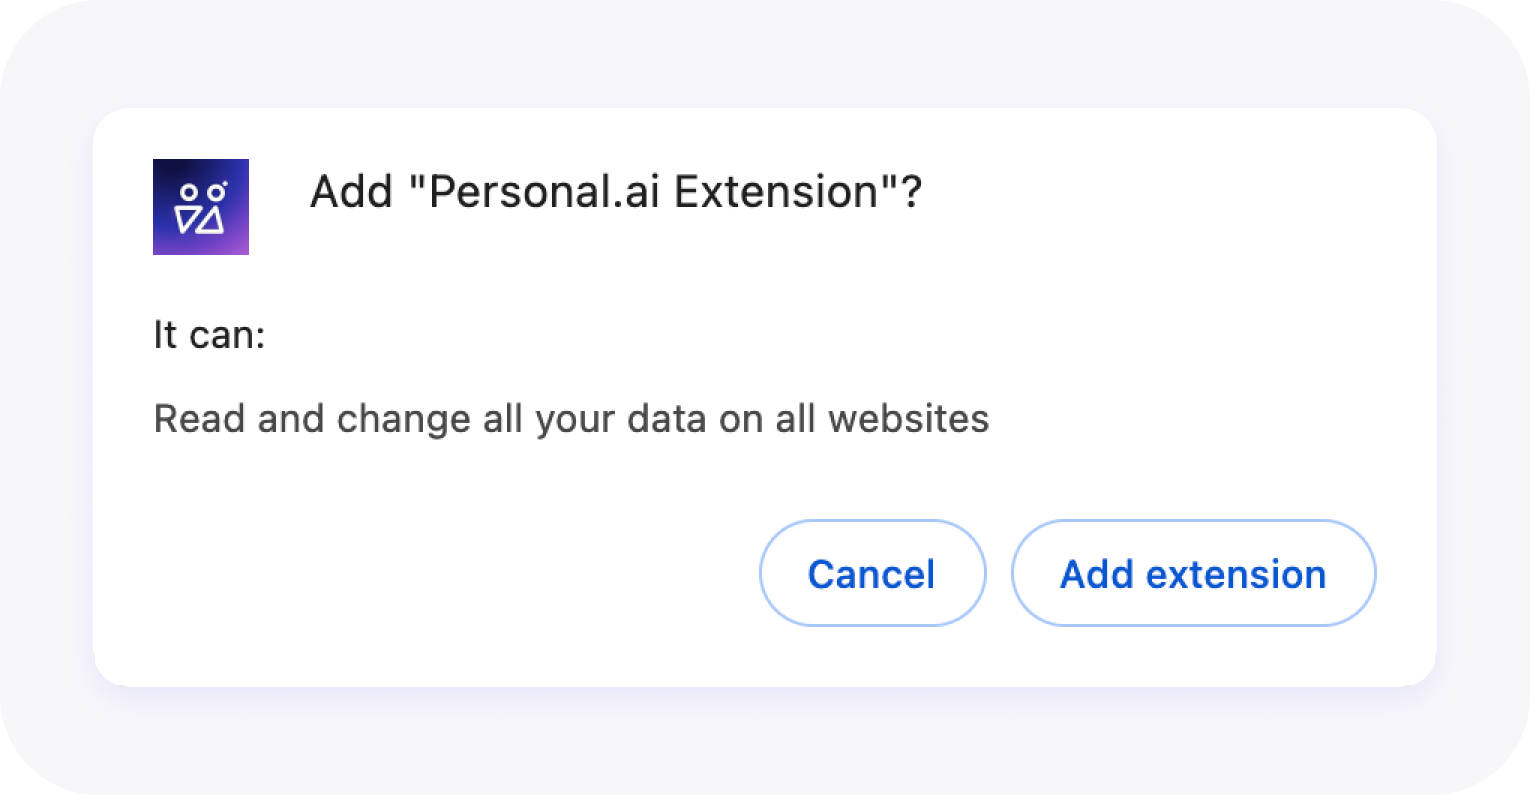 Add "Personal.ai Extension"?
It can:
Read and change all your data on all websites
Cancel
Add extension